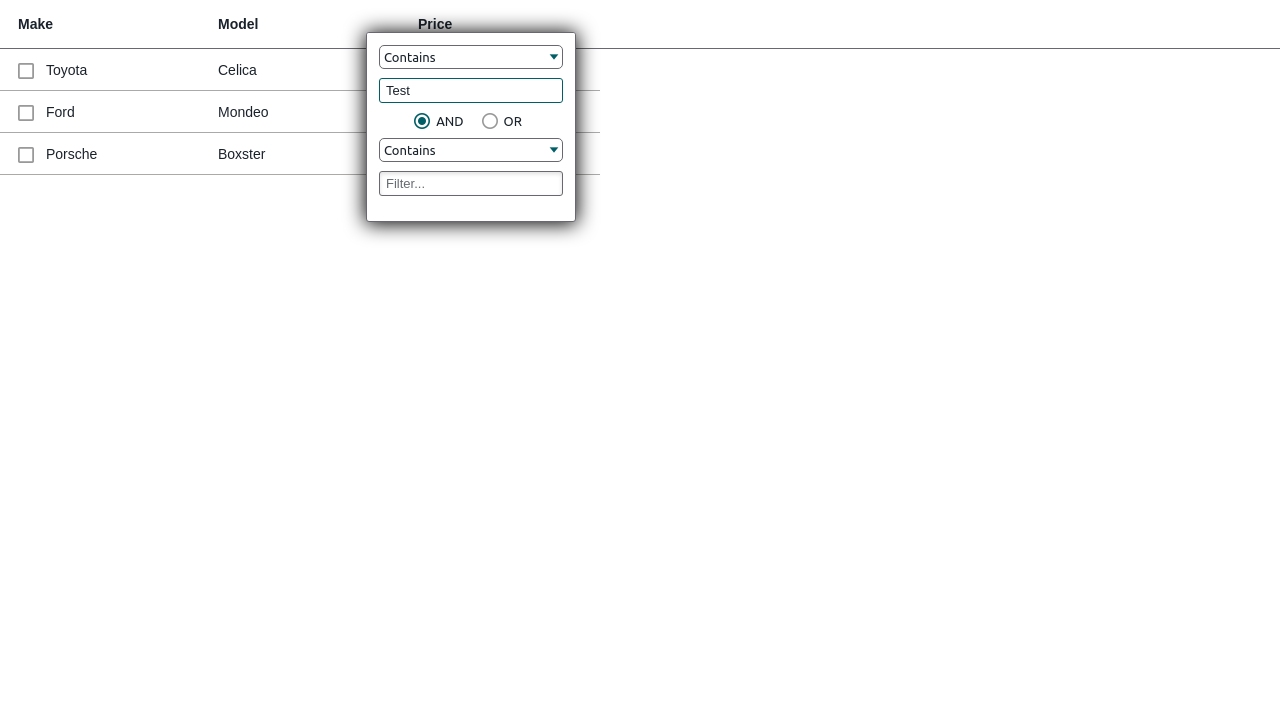 Make Model Price
Contains
Toyota Celica
Test
Ford Mondeo
AND OR
Contains
Porsche Boxster
Filter...